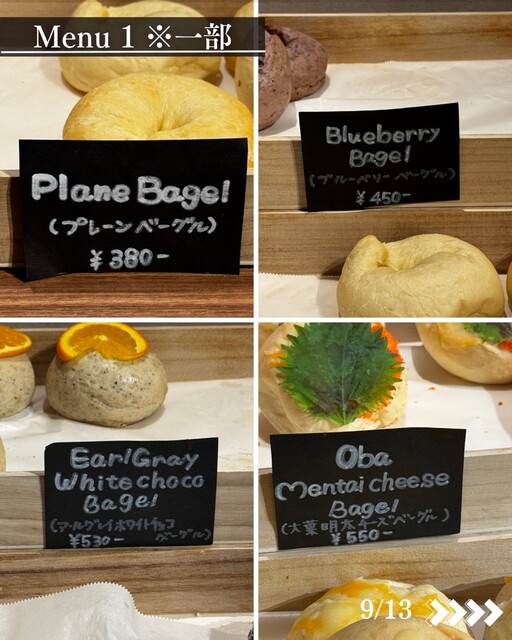 Menu 1 ※一部
Plane Bagel
(プレーンベーグル)
¥380-
Blueberry
Bagel
(ブルーベリーベーグル)
¥450-
Earl Gray
White choco
Bagel
(アールグレイホワイトチョコ
¥530- ベーグル)
Oba
Mentai cheese
Bagel
(大葉明太チーズベーグル)
¥550-
9/13